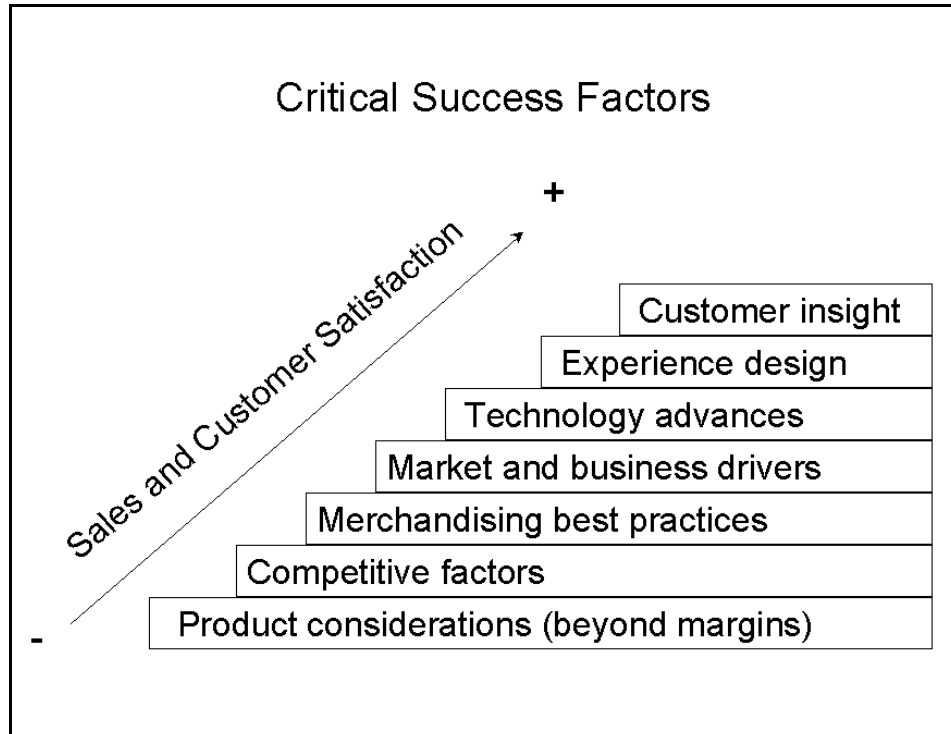 Critical Success Factors
+
Sales and Customer Satisfaction
-
Customer insight
Experience design
Technology advances
Market and business drivers
Merchandising best practices
Competitive factors
Product considerations (beyond margins)